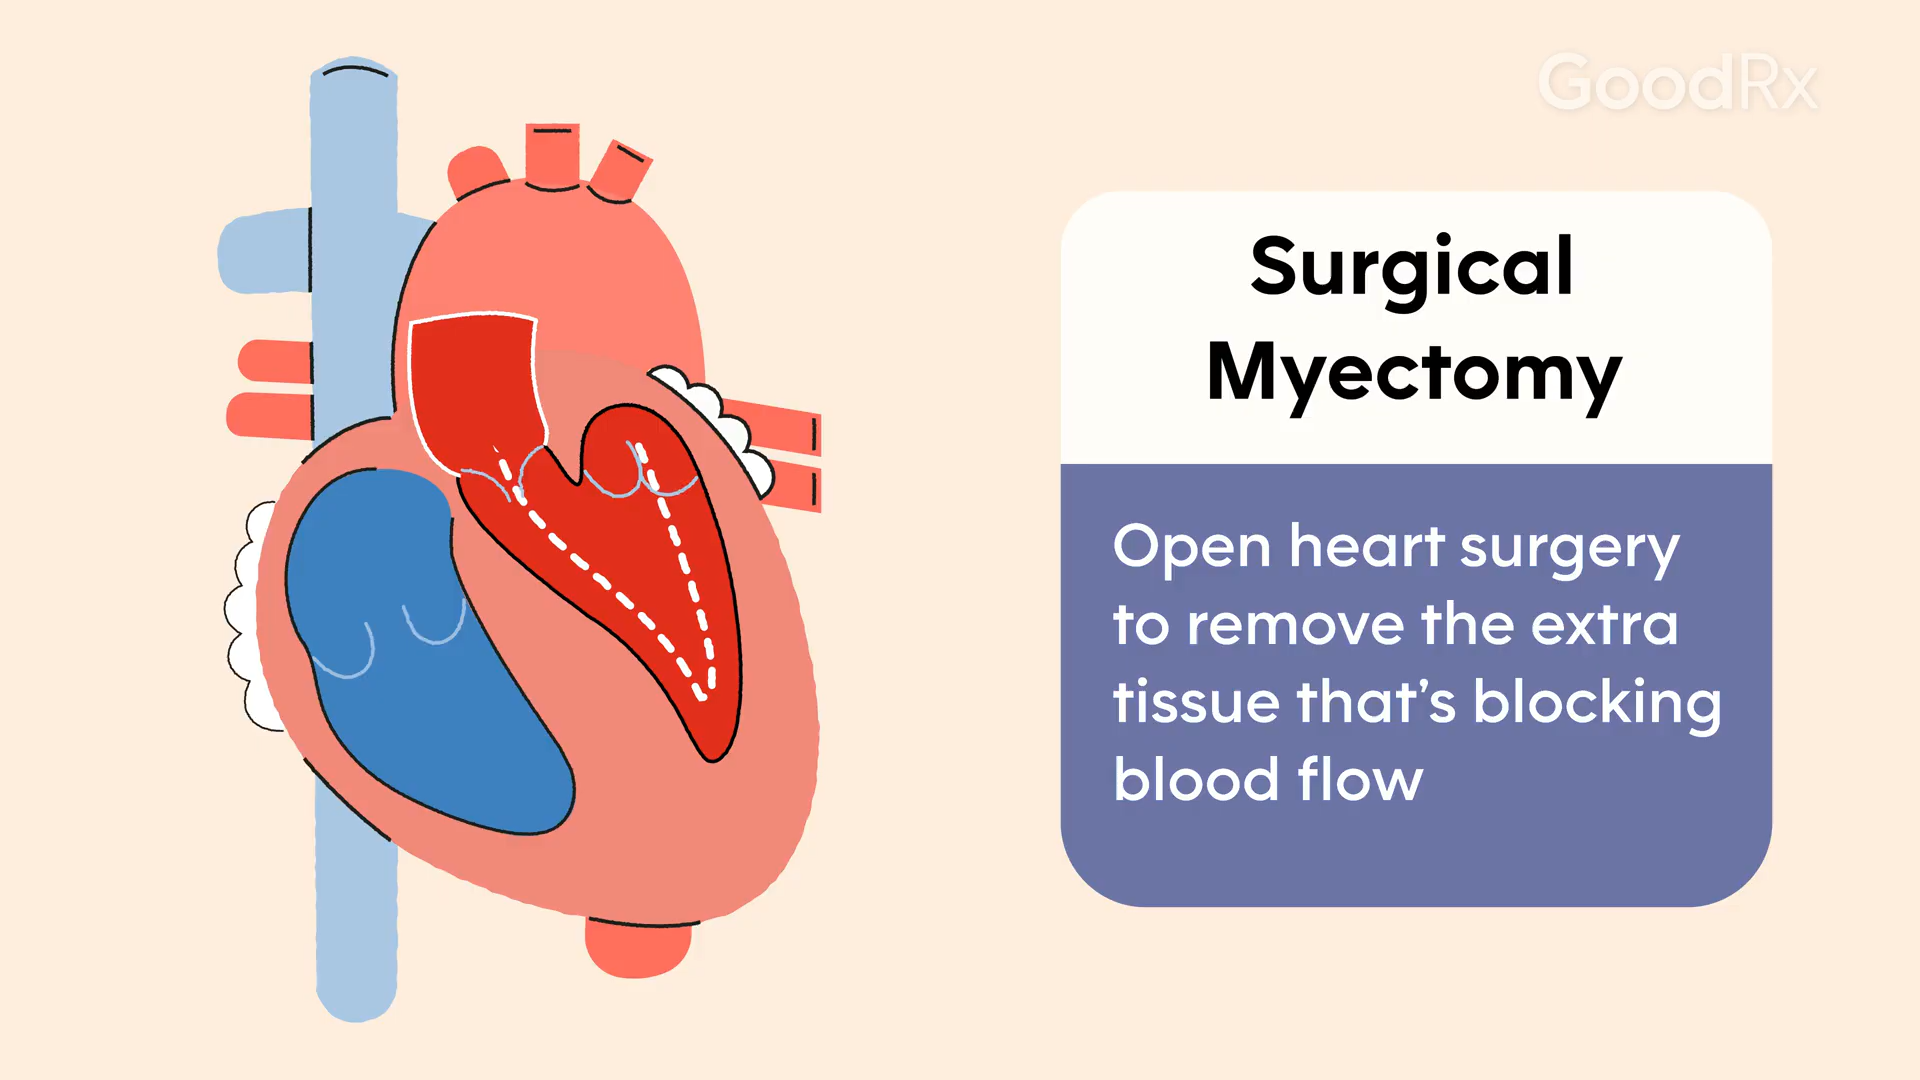 GoodRx
Surgical
Myectomy
Open heart surgery
to remove the extra
tissue that’s blocking
blood flow